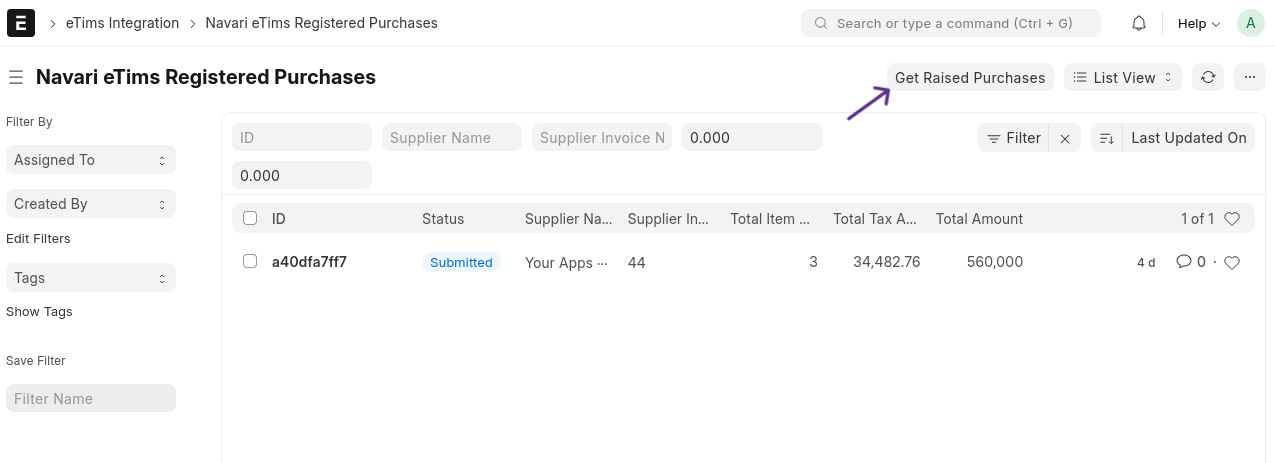 E
eTims Integration
Navari eTims Registered Purchases
Search or type a command (Ctrl + G)
Help
A
Navari eTims Registered Purchases
Get Raised Purchases
List View
···
Filter By
Assigned To
Created By
Edit Filters
Tags
Show Tags
Save Filter
Filter Name
ID
Supplier Name
Supplier Invoice N
0.000
Filter
Last Updated On
0.000
ID Status Supplier Na... Supplier In... Total Item ... Total Tax A... Total Amount 1 of 1
a40dfa7ff7 Submitted Your Apps ··· 44 3 34,482.76 560,000 4 d 0 ·